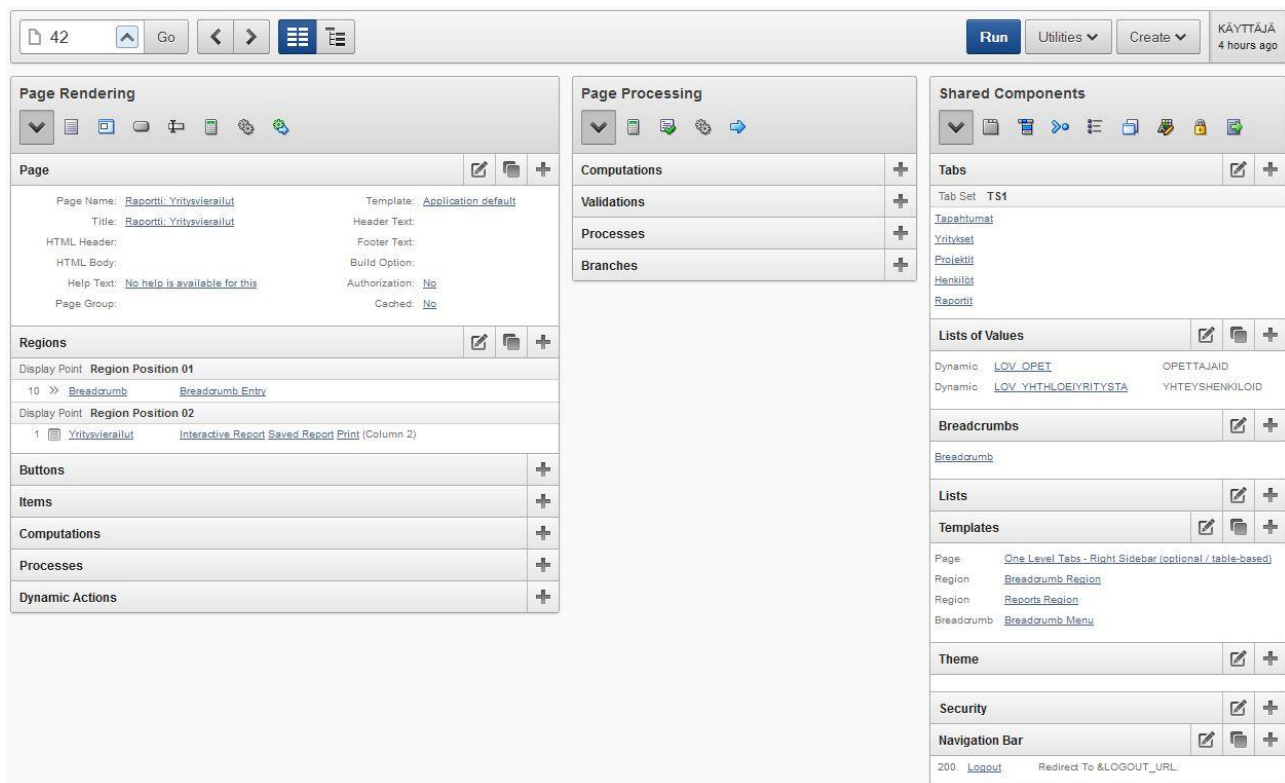 42 Go Run Utilities Create KÄYTTÄJÄ
4 hours ago
Page Rendering
Page
Page Name: Raportti: Yritysvierailut Template: Application default
Title: Raportti: Yritysvierailut Header Text:
HTML Header: Footer Text:
HTML Body: Build Option:
Help Text: No help is available for this Authorization: No
Page Group: Cached: No
Regions
Display Point Region Position 01
10 Breadcrumb Breadcrumb Entry
Display Point Region Position 02
1 Yritysvierailut Interactive Report Saved Report Print (Column 2)
Buttons
Items
Computations
Processes
Dynamic Actions
Page Processing
Computations
Validations
Processes
Branches
Shared Components
Tabs
Tab Set TS1
Tapahtumat
Yritykset
Projektit
Henkilöt
Raportit
Lists of Values
Dynamic LOV_OPET OPETTAJAID
Dynamic LOV_YHTHLOEIYRITYSTA YHTEYSHENKILOID
Breadcrumbs
Breadcrumb
Lists
Templates
Page One Level Tabs - Right Sidebar (optional / table-based)
Region Breadcrumb Region
Region Reports Region
Breadcrumb Breadcrumb Menu
Theme
Security
Navigation Bar
200. Logout Redirect To &LOGOUT_URL.